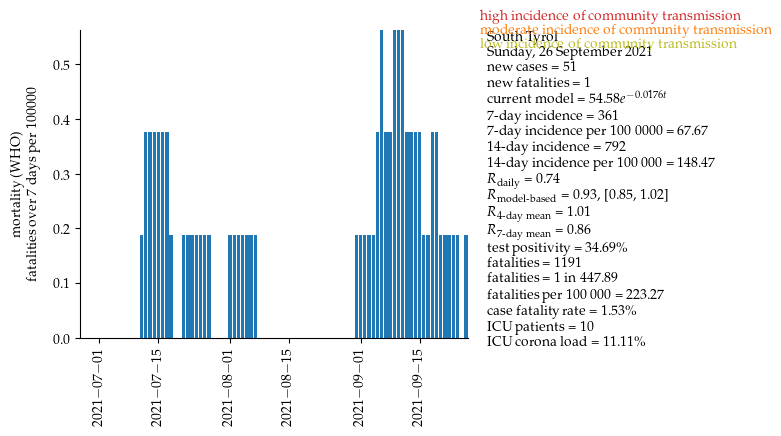 high incidence of community transmission
moderate incidence of community transmission
low incidence of community transmission
South Tyrol
Sunday, 26 September 2021
new cases = 51
new fatalities = 1
current model = 54.58e^{−0.0176t}
7-day incidence = 361
7-day incidence per 100 0000 = 67.67
14-day incidence = 792
14-day incidence per 100 000 = 148.47
R_daily = 0.74
R_model-based = 0.93, [0.85, 1.02]
R_4-day mean = 1.01
R_7-day mean = 0.86
test positivity = 34.69%
fatalities = 1191
fatalities = 1 in 447.89
fatalities per 100 000 = 223.27
case fatality rate = 1.53%
ICU patients = 10
ICU corona load = 11.11%
mortality (WHO)
fatalities over 7 days per 100000
0.5
0.4
0.3
0.2
0.1
0.0
2021−07−01
2021−07−15
2021−08−01
2021−08−15
2021−09−01
2021−09−15